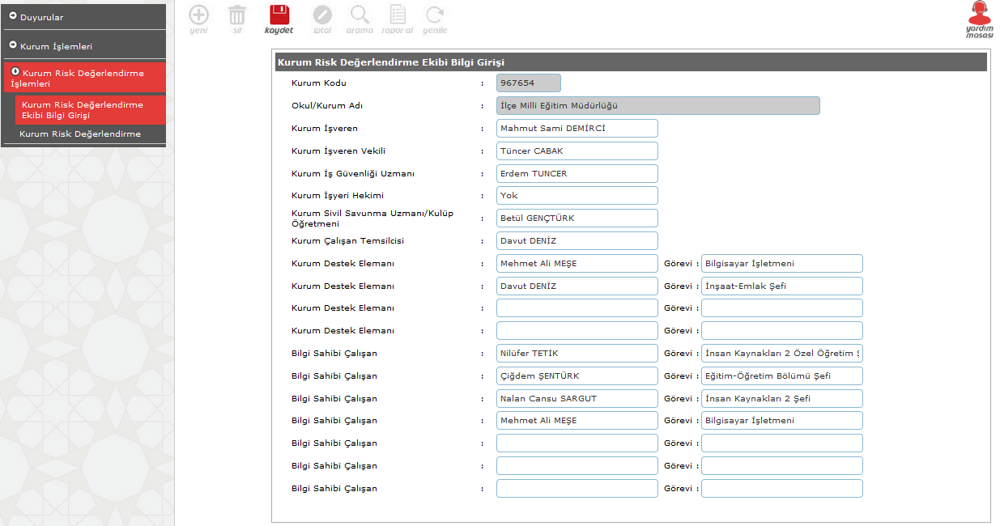 Duyurular
Kurum İşlemleri
Kurum Risk Değerlendirme
İşlemleri
Kurum Risk Değerlendirme
Ekibi Bilgi Girişi
Kurum Risk Değerlendirme
yeni sil kaydet iptal arama rapor al yenile
yardım
masası
Kurum Risk Değerlendirme Ekibi Bilgi Girişi
Kurum Kodu : 967654
Okul/Kurum Adı : İlçe Milli Eğitim Müdürlüğü
Kurum İşveren : Mahmut Sami DEMİRCİ
Kurum İşveren Vekili : Tüncer CABAK
Kurum İş Güvenliği Uzmanı : Erdem TUNCER
Kurum İşyeri Hekimi : Yok
Kurum Sivil Savunma Uzmanı/Kulüp
Öğretmeni : Betül GENÇTÜRK
Kurum Çalışan Temsilcisi : Davut DENİZ
Kurum Destek Elemanı : Mehmet Ali MEŞE Görevi : Bilgisayar İşletmeni
Kurum Destek Elemanı : Davut DENİZ Görevi : İnşaat-Emlak Şefi
Kurum Destek Elemanı : Görevi :
Kurum Destek Elemanı : Görevi :
Bilgi Sahibi Çalışan : Nilüfer TETİK Görevi : İnsan Kaynakları 2 Özel Öğretim Ş
Bilgi Sahibi Çalışan : Çiğdem ŞENTÜRK Görevi : Eğitim-Öğretim Bölümü Şefi
Bilgi Sahibi Çalışan : Nalan Cansu SARGUT Görevi : İnsan Kaynakları 2 Şefi
Bilgi Sahibi Çalışan : Mehmet Ali MEŞE Görevi : Bilgisayar İşletmeni
Bilgi Sahibi Çalışan : Görevi :
Bilgi Sahibi Çalışan : Görevi :
Bilgi Sahibi Çalışan : Görevi :